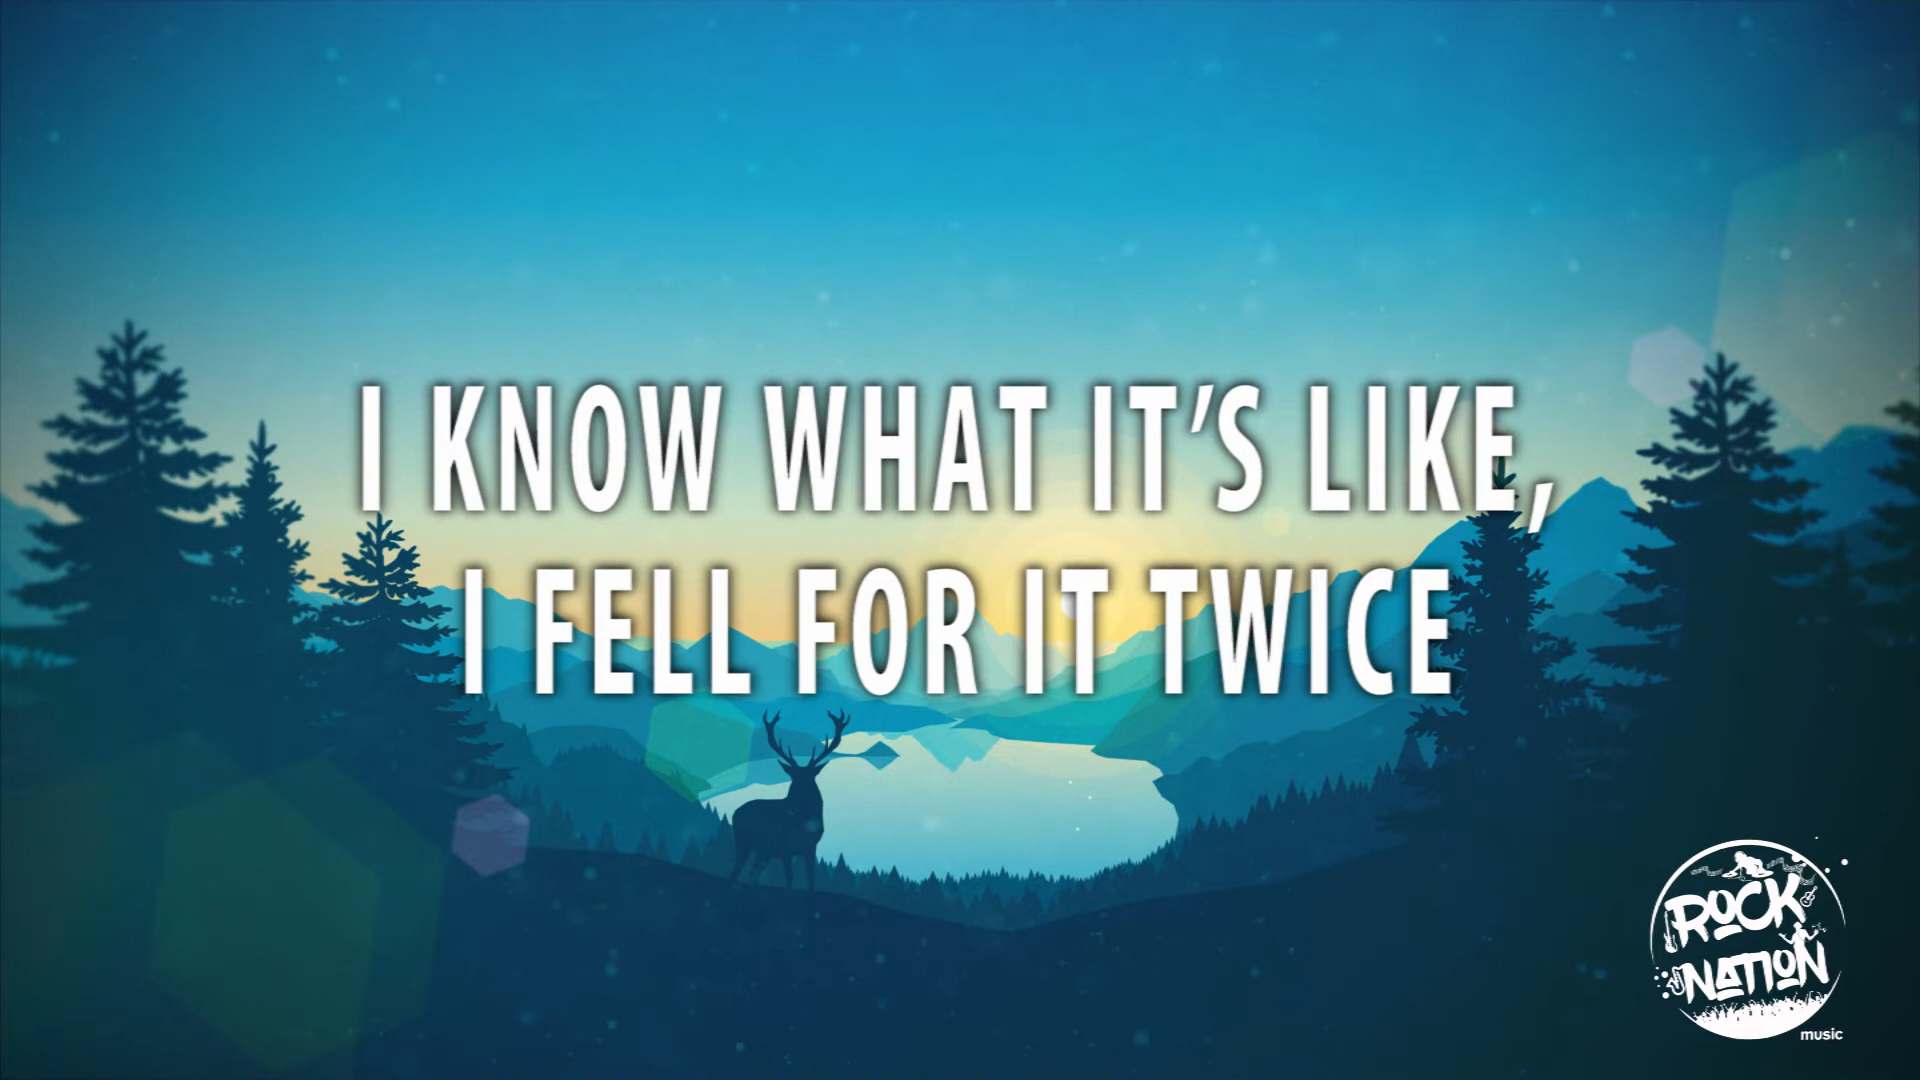 I KNOW WHAT IT’S LIKE,
I FELL FOR IT TWICE
ROCK
NATION
music